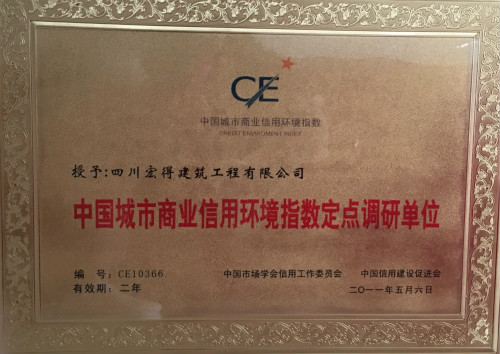 CE
中国城市商业信用环境指数
CREDIT ENVIROMENT INDEX
授予:四川宏得建筑工程有限公司
中国城市商业信用环境指数定点调研单位
编 号:CE10366 中国市场学会信用工作委员会 中国信用建设促进会
有效期:二年 二〇一一年五月六日